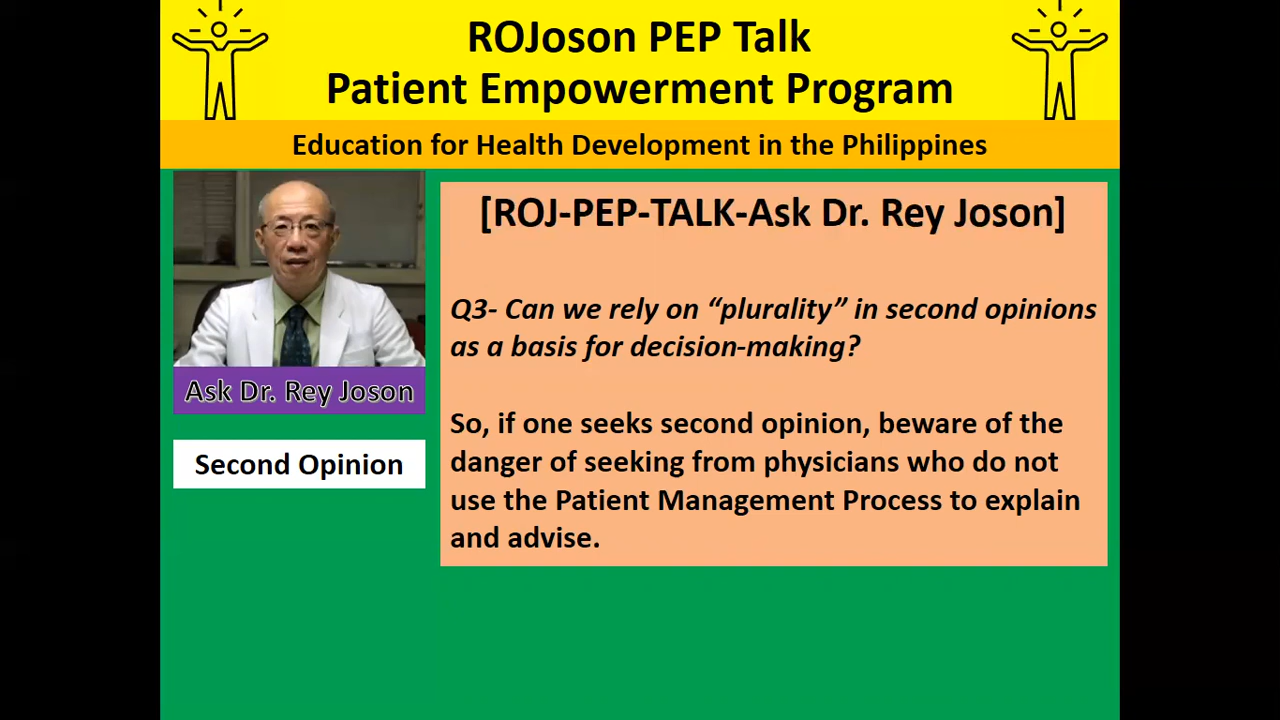 ROJoson PEP Talk
Patient Empowerment Program
Education for Health Development in the Philippines
Ask Dr. Rey Joson
Second Opinion
[ROJ-PEP-TALK-Ask Dr. Rey Joson]
Q3- Can we rely on “plurality” in second opinions
as a basis for decision-making?
So, if one seeks second opinion, beware of the
danger of seeking from physicians who do not
use the Patient Management Process to explain
and advise.